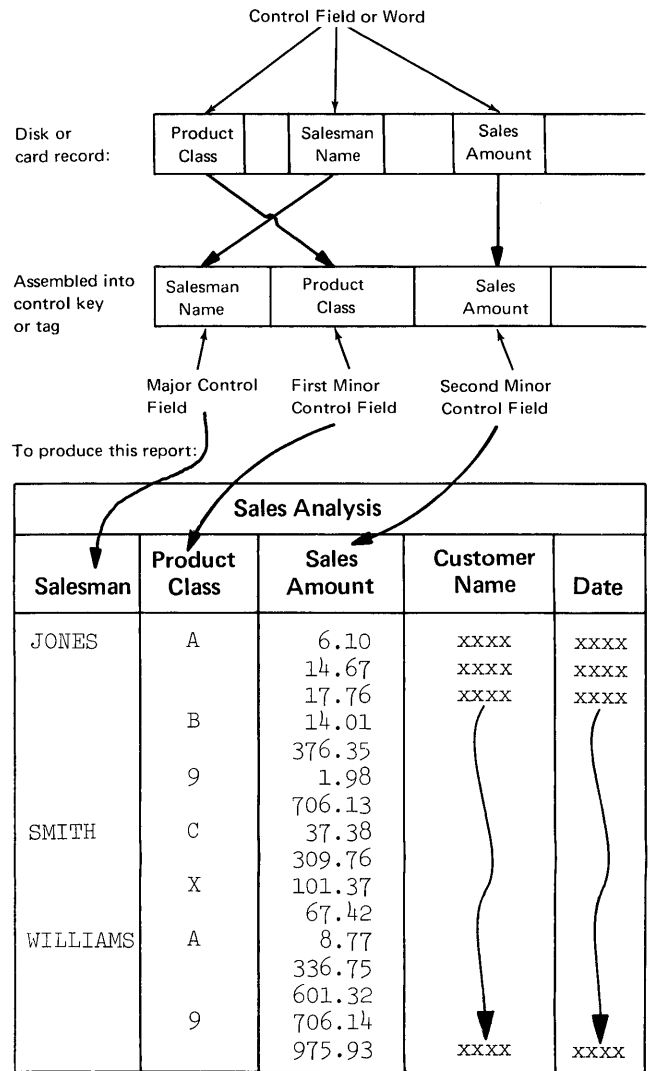 Control Field or Word
Disk or
card record:
Product
Class
Salesman
Name
Sales
Amount
Assembled into
control key
or tag
Salesman
Name
Product
Class
Sales
Amount
Major Control
Field
First Minor
Control Field
Second Minor
Control Field
To produce this report:
Sales Analysis
Salesman
Product
Class
Sales
Amount
Customer
Name
Date
JONES A 6.10 xxxx xxxx
14.67 xxxx xxxx
17.76 xxxx xxxx
B 14.01
376.35
9 1.98
706.13
SMITH C 37.38
309.76
X 101.37
67.42
WILLIAMS A 8.77
336.75
601.32
9 706.14
975.93 xxxx xxxx